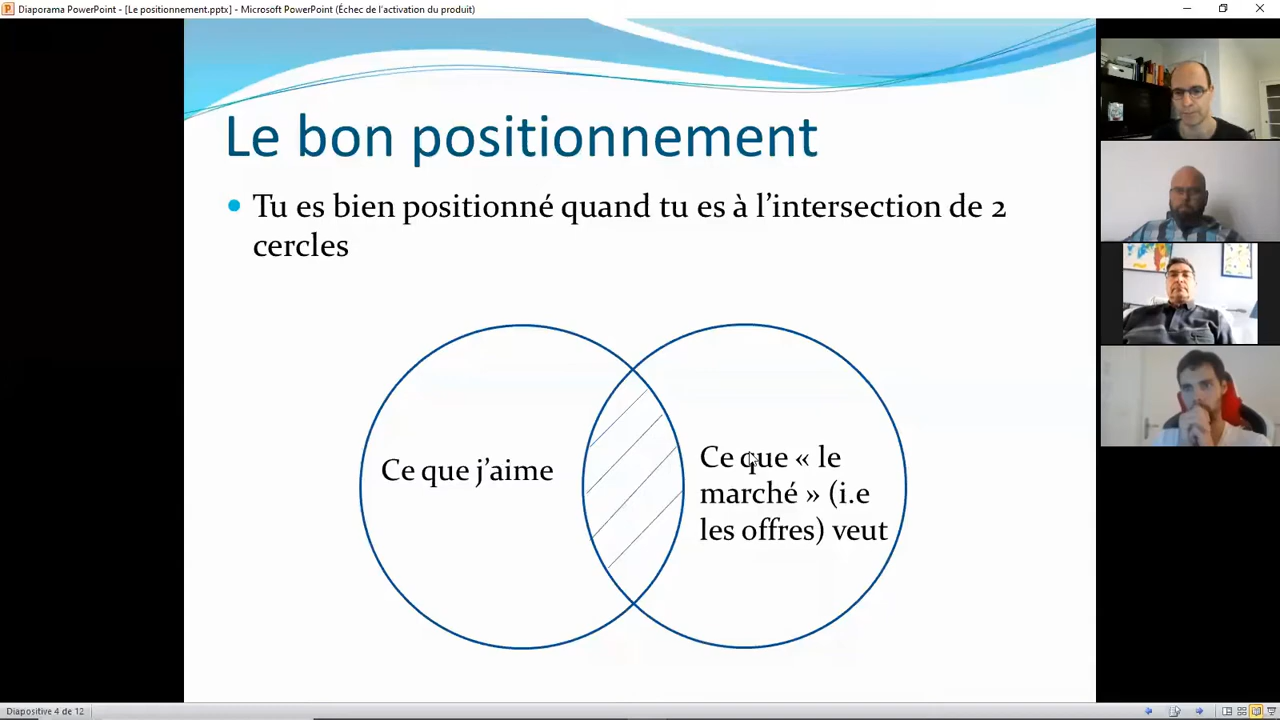 Diaporama PowerPoint - [Le positionnement.pptx] - Microsoft PowerPoint (Échec de l'activation du produit)
Le bon positionnement
• Tu es bien positionné quand tu es à l’intersection de 2
cercles
Ce que j’aime
Ce que « le
marché » (i.e
les offres) veut
Diapositive 4 de 12